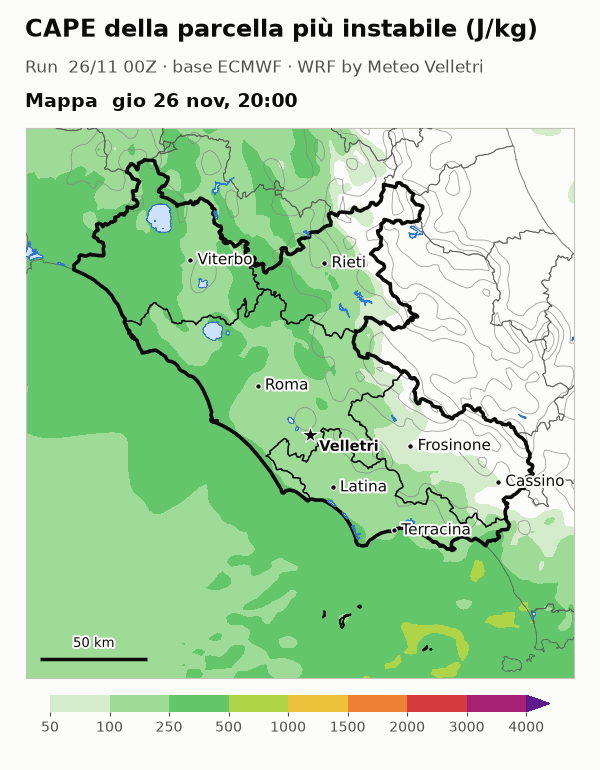 CAPE della parcella più instabile (J/kg)
Run 26/11 00Z · base ECMWF · WRF by Meteo Velletri
Mappa gio 26 nov, 20:00
Viterbo
Rieti
Roma
Velletri
Frosinone
Cassino
Latina
Terracina
50 km
50 100 250 500 1000 1500 2000 3000 4000